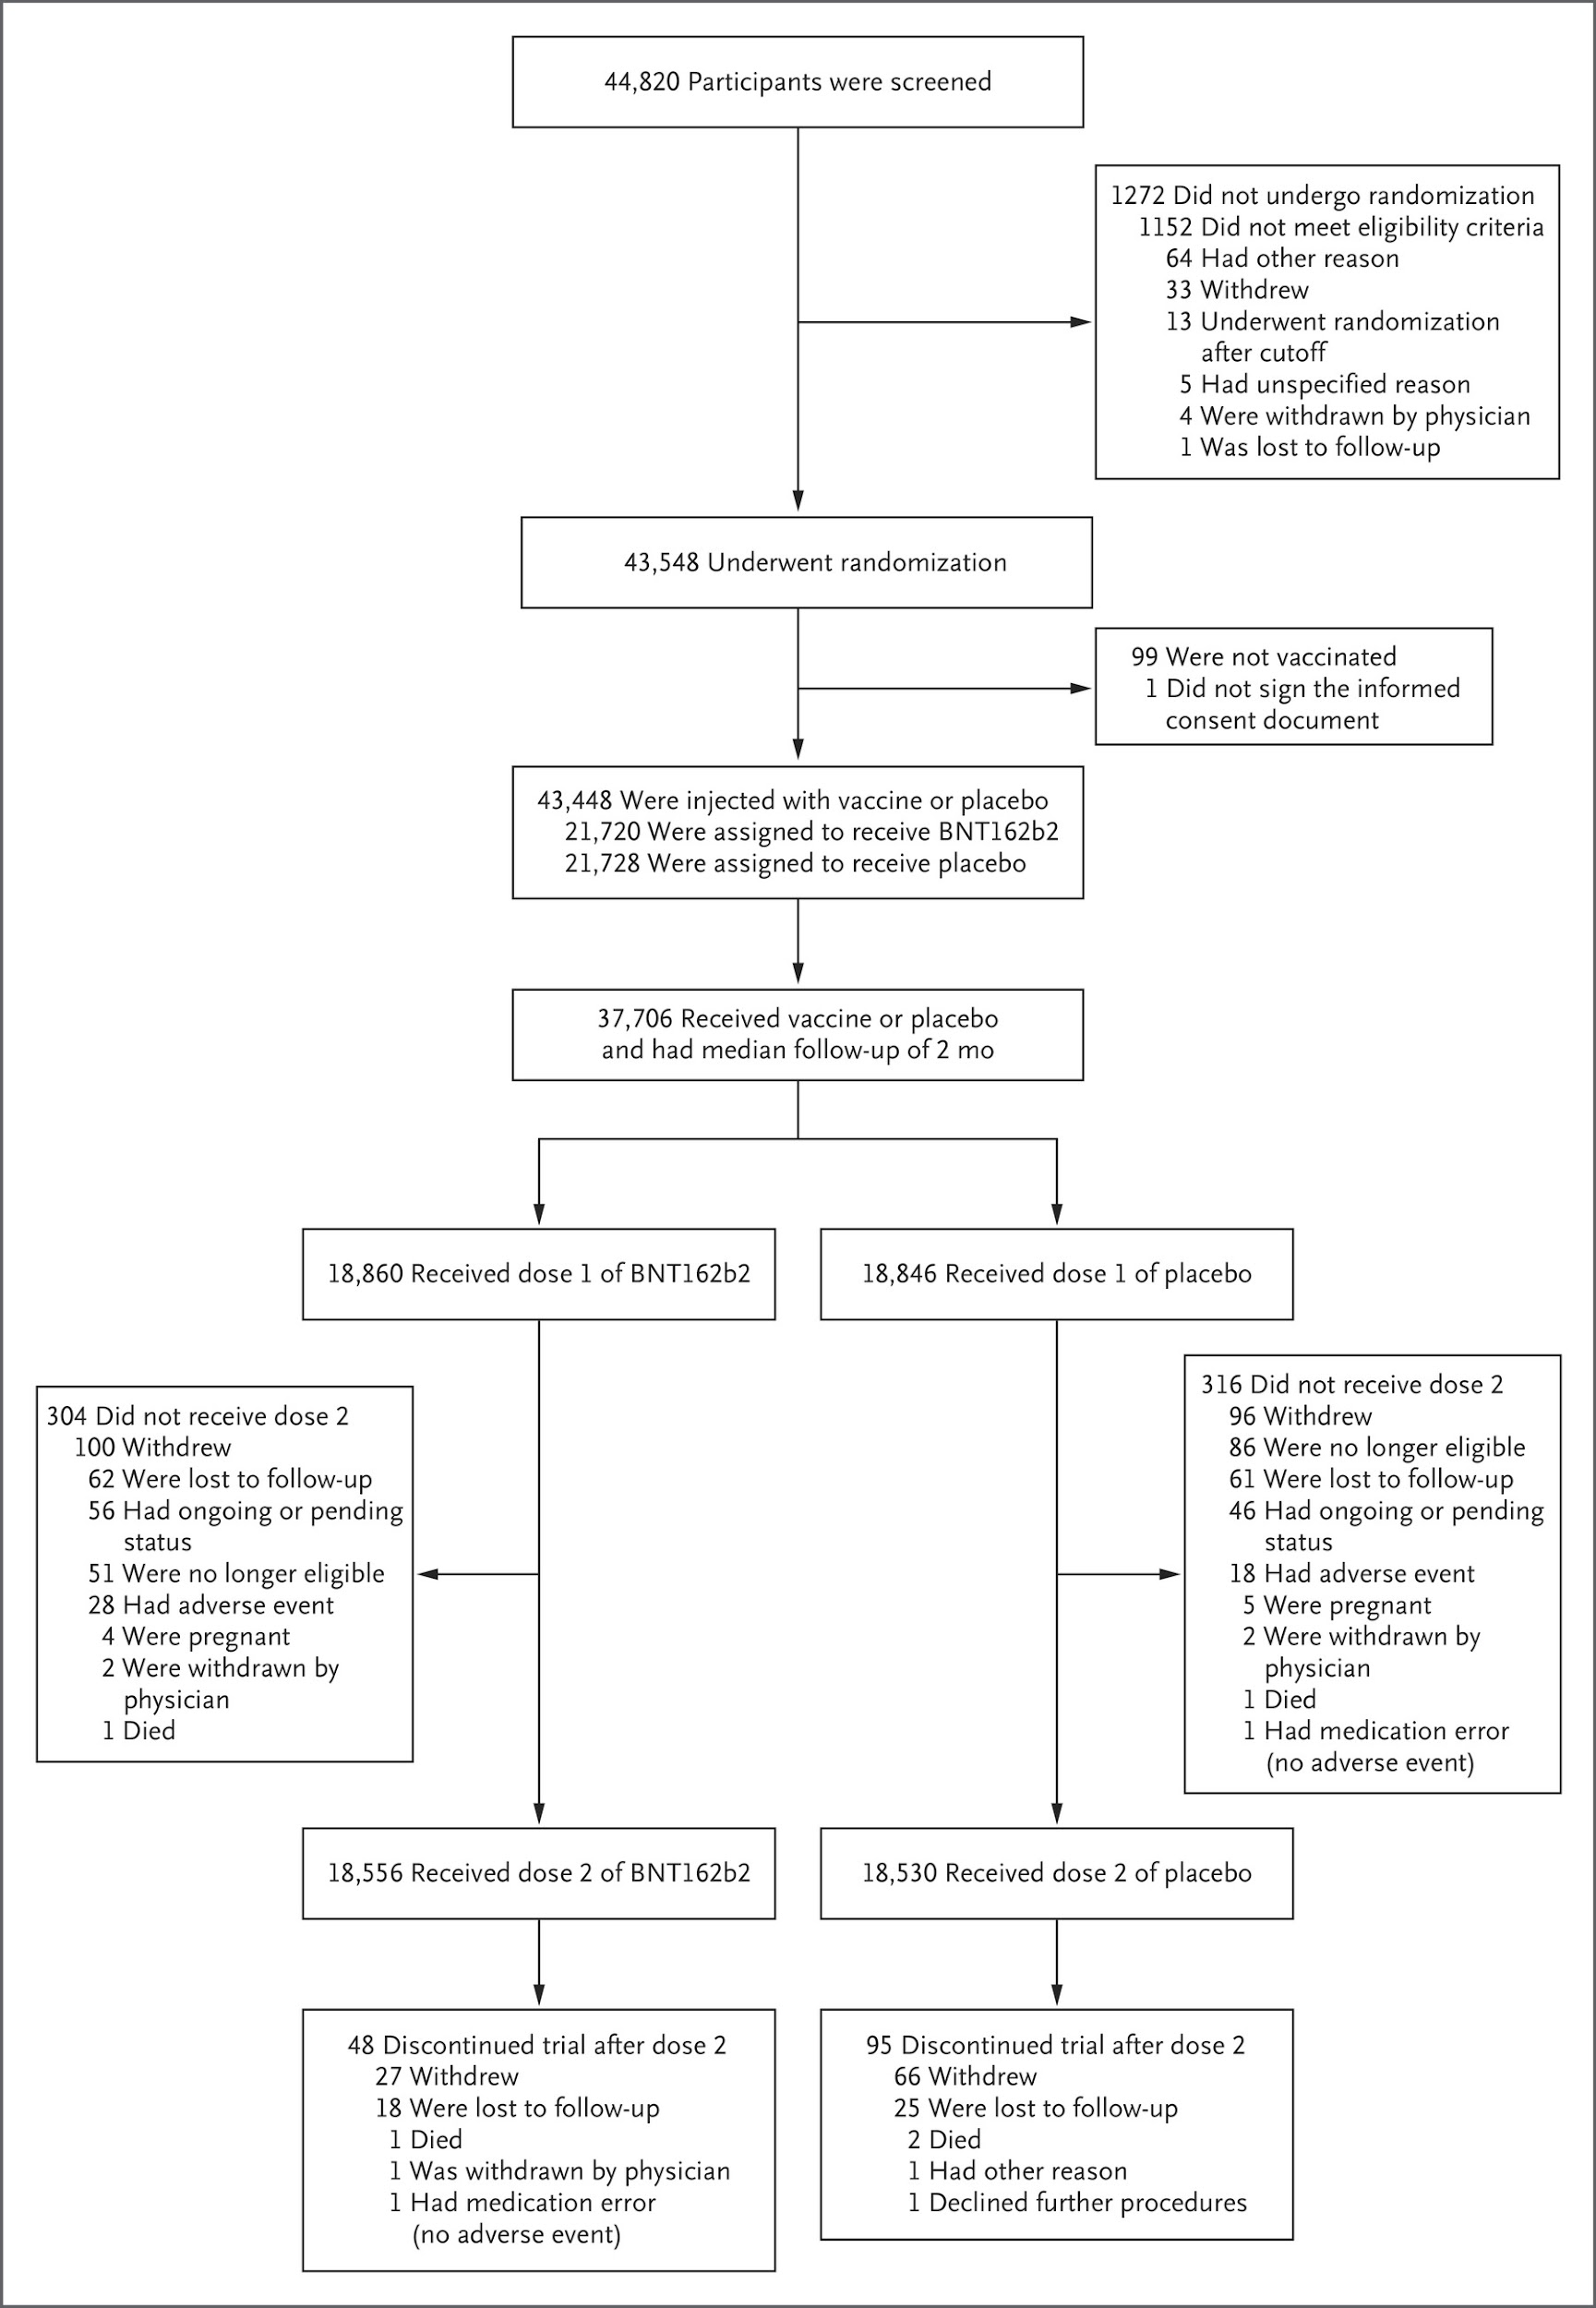 44,820 Participants were screened
1272 Did not undergo randomization
1152 Did not meet eligibility criteria
64 Had other reason
33 Withdrew
13 Underwent randomization
after cutoff
5 Had unspecified reason
4 Were withdrawn by physician
1 Was lost to follow-up
43,548 Underwent randomization
99 Were not vaccinated
1 Did not sign the informed
consent document
43,448 Were injected with vaccine or placebo
21,720 Were assigned to receive BNT162b2
21,728 Were assigned to receive placebo
37,706 Received vaccine or placebo
and had median follow-up of 2 mo
18,860 Received dose 1 of BNT162b2
18,846 Received dose 1 of placebo
304 Did not receive dose 2
100 Withdrew
62 Were lost to follow-up
56 Had ongoing or pending
status
51 Were no longer eligible
28 Had adverse event
4 Were pregnant
2 Were withdrawn by
physician
1 Died
316 Did not receive dose 2
96 Withdrew
86 Were no longer eligible
61 Were lost to follow-up
46 Had ongoing or pending
status
18 Had adverse event
5 Were pregnant
2 Were withdrawn by
physician
1 Died
1 Had medication error
(no adverse event)
18,556 Received dose 2 of BNT162b2
18,530 Received dose 2 of placebo
48 Discontinued trial after dose 2
27 Withdrew
18 Were lost to follow-up
1 Died
1 Was withdrawn by physician
1 Had medication error
(no adverse event)
95 Discontinued trial after dose 2
66 Withdrew
25 Were lost to follow-up
2 Died
1 Had other reason
1 Declined further procedures